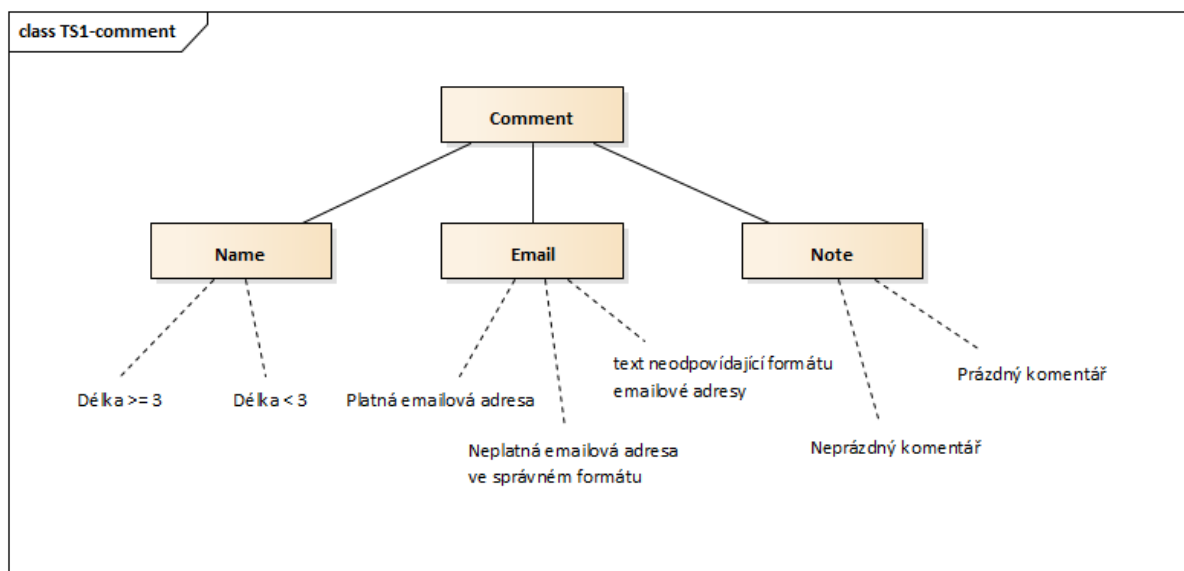 class TS1-comment
Comment
Name
Email
Note
Délka >= 3
Délka < 3
Platná emailová adresa
Neplatná emailová adresa
ve správném formátu
text neodpovídající formátu
emailové adresy
Neprázdný komentář
Prázdný komentář